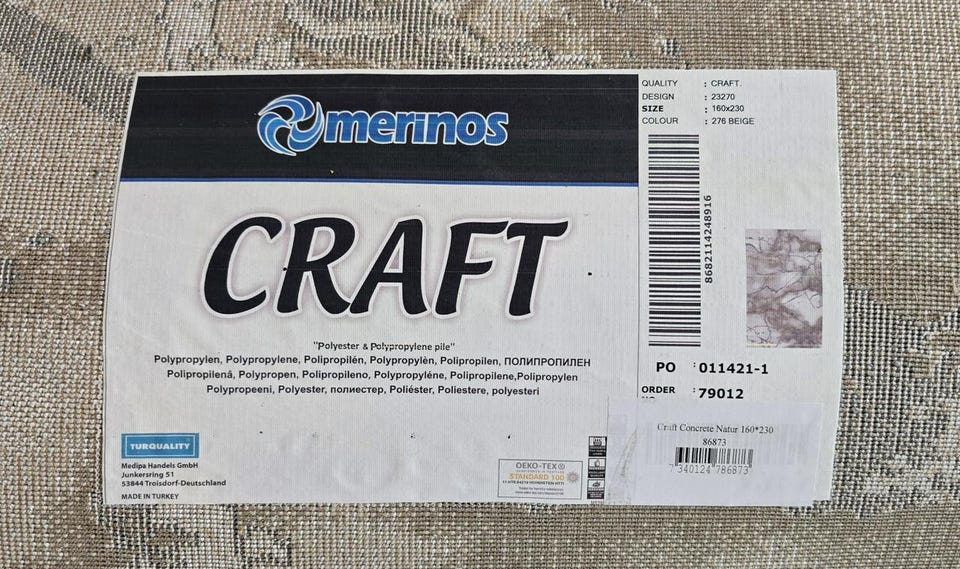 merinos
CRAFT
"Polyester & Polypropylene pile"
Polypropylen, Polypropylene, Polipropilén, Polypropylèn, Polipropilen, ПОЛИПРОПИЛЕН
Polipropilenă, Polypropen, Polipropileno, Polypropyléne, Polipropilene,Polipropylen
Polypropeeni, Polyester, полиестер, Poliéster, Poliestere, polyesteri
TURQUALITY
Medipa Handels GmbH
Junkersring 51
53844 Troisdorf-Deutschland
MADE IN TURKEY
OEKO-TEX®
STANDARD 100
QUALITY : CRAFT.
DESIGN : 23270
SIZE : 160x230
COLOUR : 276 BEIGE
8682114248916
PO : 011421-1
ORDER : 79012
Craft Concrete Natur 160*230
86873
7340124786873